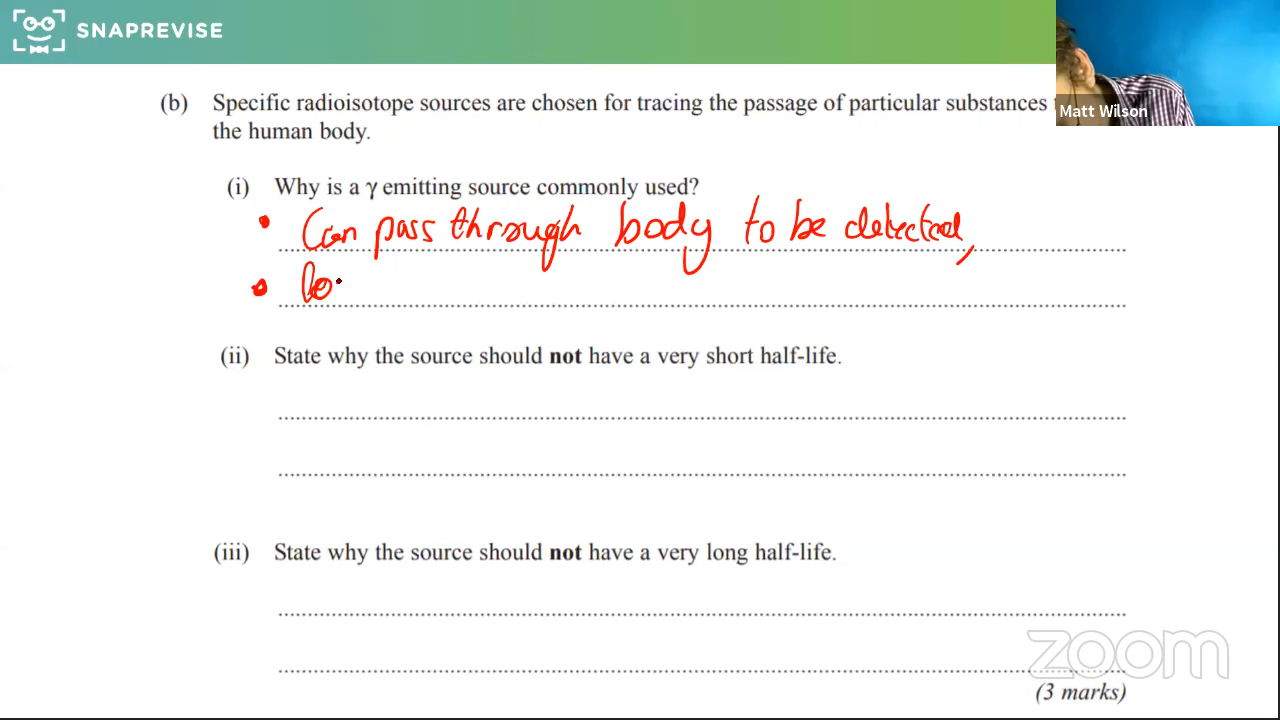 SNAPREVISE
Matt Wilson
(b) Specific radioisotope sources are chosen for tracing the passage of particular substances
the human body.
(i) Why is a γ emitting source commonly used?
• Can pass through body to be detected,
•
(ii) State why the source should not have a very short half-life.
(iii) State why the source should not have a very long half-life.
zoom
(3 marks)